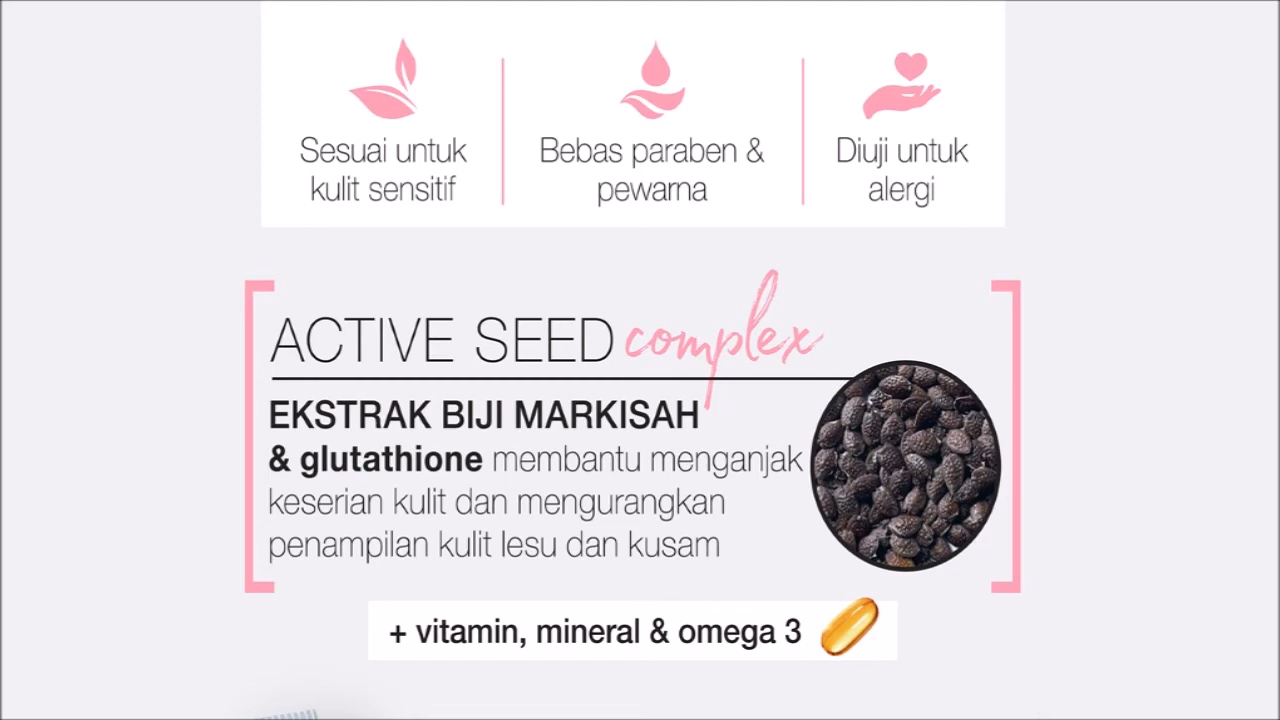 Sesuai untuk
kulit sensitif
Bebas paraben &
pewarna
Diuji untuk
alergi
ACTIVE SEED complex
EKSTRAK BIJI MARKISAH
& glutathione membantu menganjak
keserian kulit dan mengurangkan
penampilan kulit lesu dan kusam
+ vitamin, mineral & omega 3